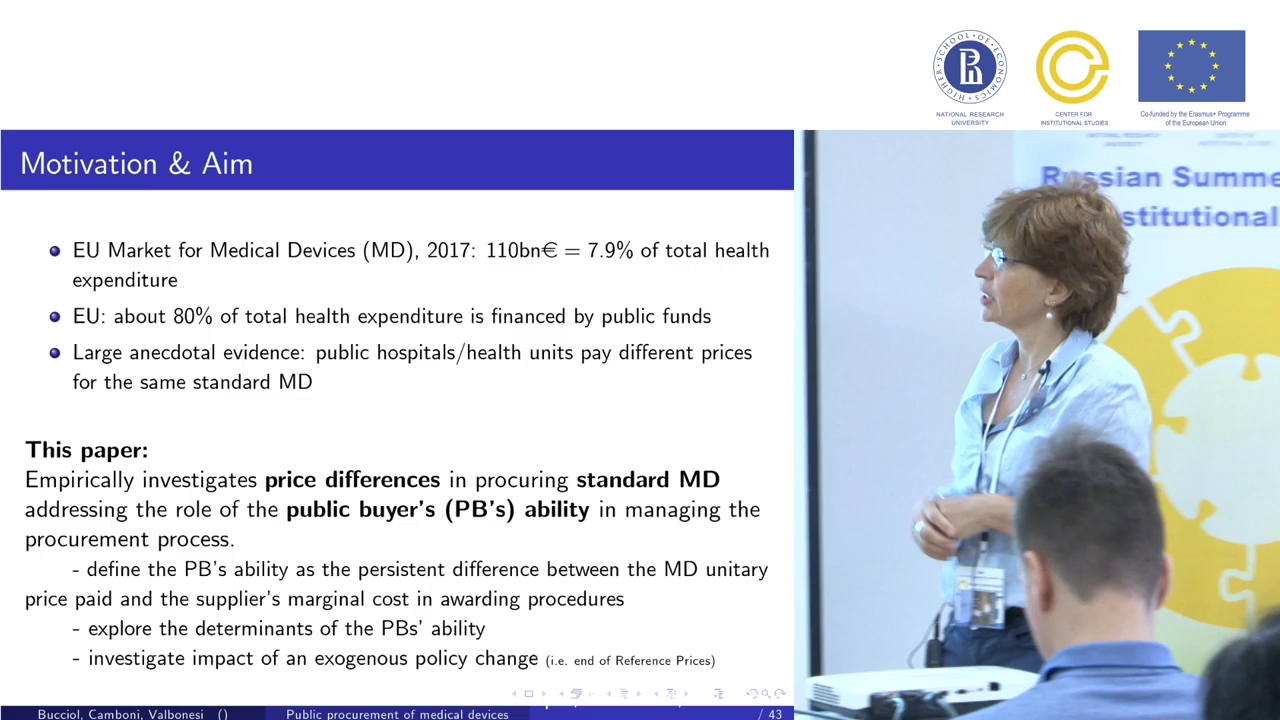 SCHOOL OF ECONOMICS
HIGHER
NATIONAL RESEARCH
UNIVERSITY
CENTER FOR
INSTITUTIONAL STUDIES
Co-funded by the Erasmus+ Programme
of the European Union
Motivation & Aim
EU Market for Medical Devices (MD), 2017: 110bn€ = 7.9% of total health
expenditure
EU: about 80% of total health expenditure is financed by public funds
Large anecdotal evidence: public hospitals/health units pay different prices
for the same standard MD
This paper:
Empirically investigates price differences in procuring standard MD
addressing the role of the public buyer's (PB's) ability in managing the
procurement process.
- define the PB's ability as the persistent difference between the MD unitary
price paid and the supplier's marginal cost in awarding procedures
- explore the determinants of the PBs' ability
- investigate impact of an exogenous policy change (i.e. end of Reference Prices)
Bucciol, Camboni, Valbonesi ()
Public procurement of medical devices
/ 43
Russian Summe
stitutional